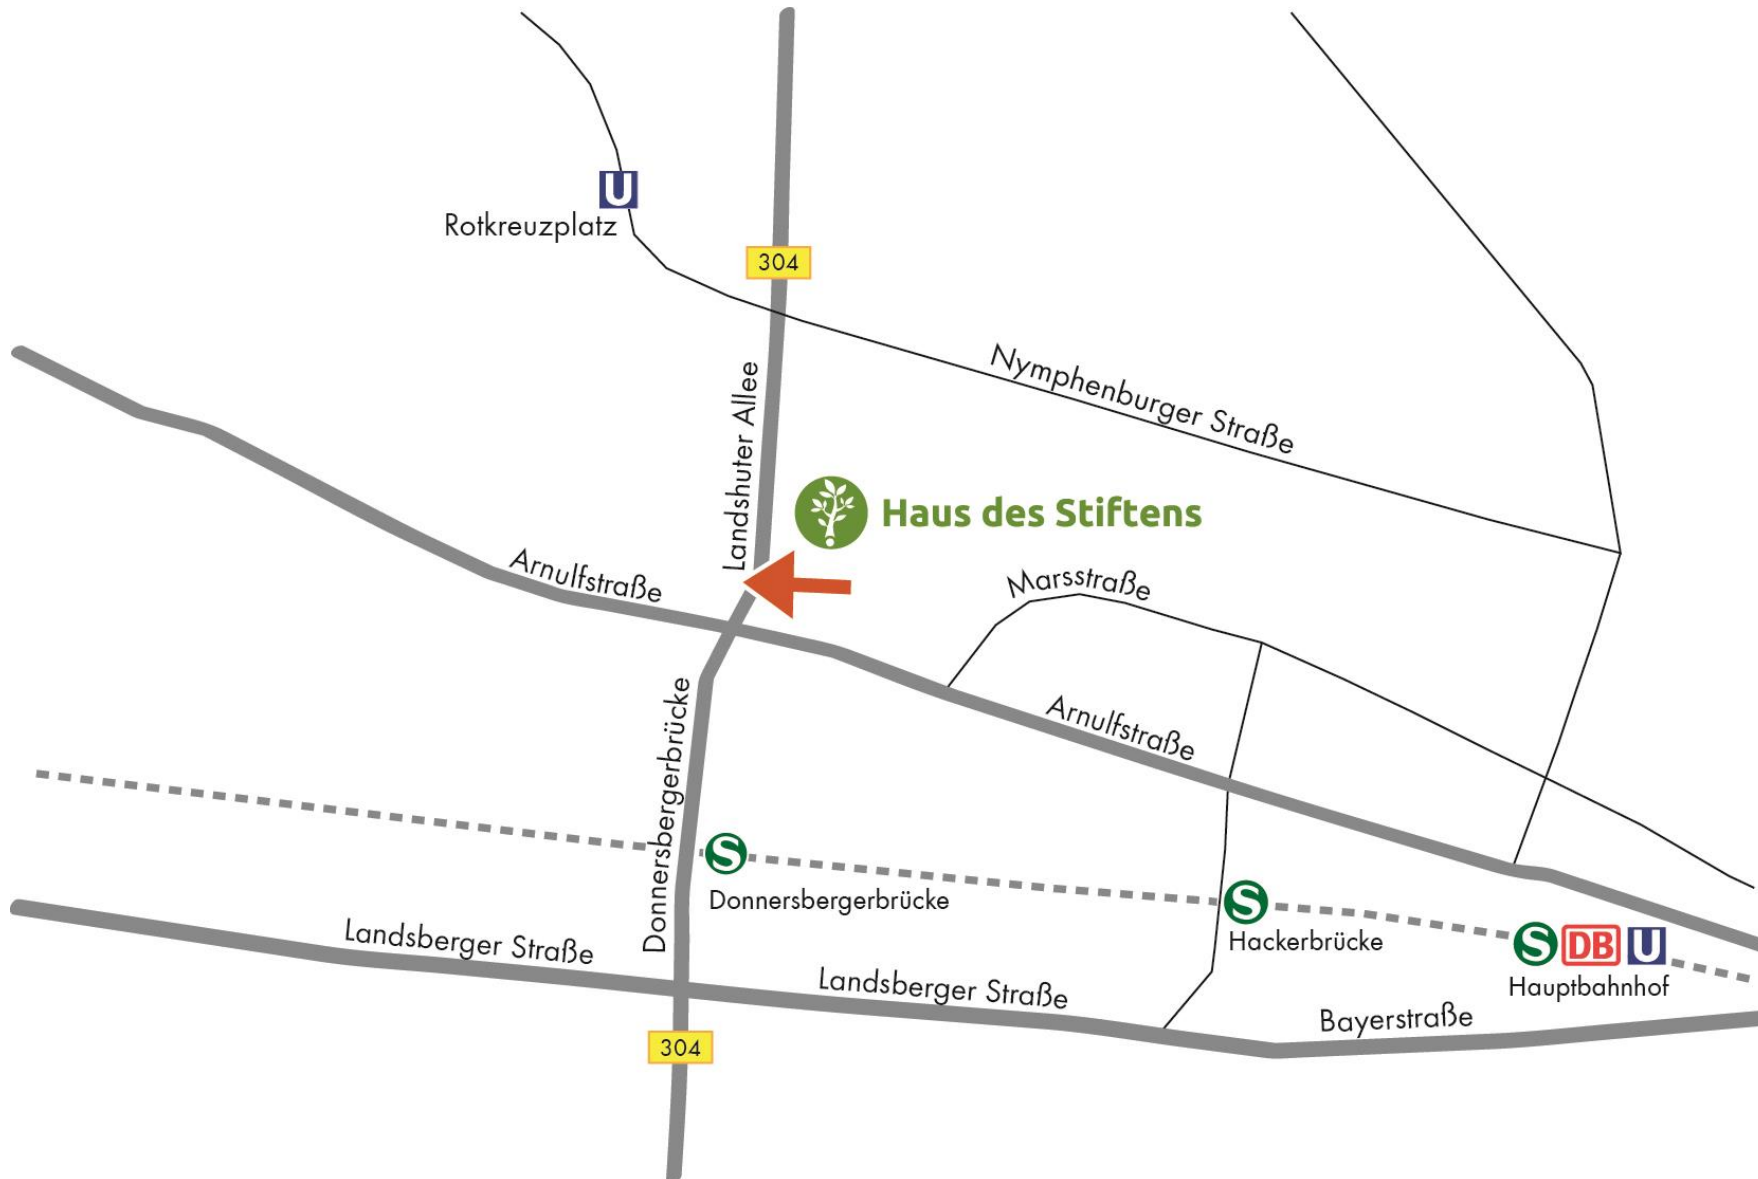 U
Rotkreuzplatz
304
Nymphenburger Straße
Landshuter Allee
Haus des Stiftens
Arnulfstraße
Marsstraße
Arnulfstraße
Donnersbergerbrücke
S
Donnersbergerbrücke
S
Hackerbrücke
S DB U
Hauptbahnhof
Landsberger Straße
Landsberger Straße
Bayerstraße
304